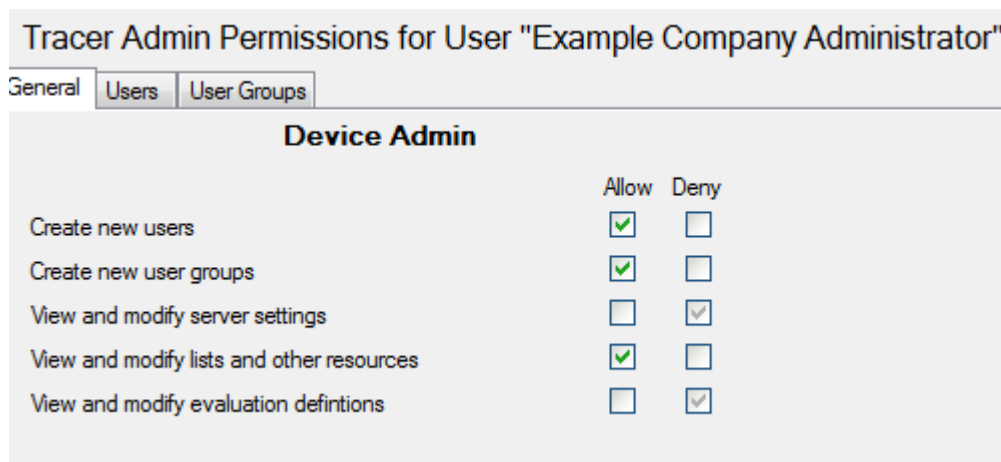 Tracer Admin Permissions for User "Example Company Administrator"
General Users User Groups
Device Admin
Allow Deny
Create new users
Create new user groups
View and modify server settings
View and modify lists and other resources
View and modify evaluation defintions